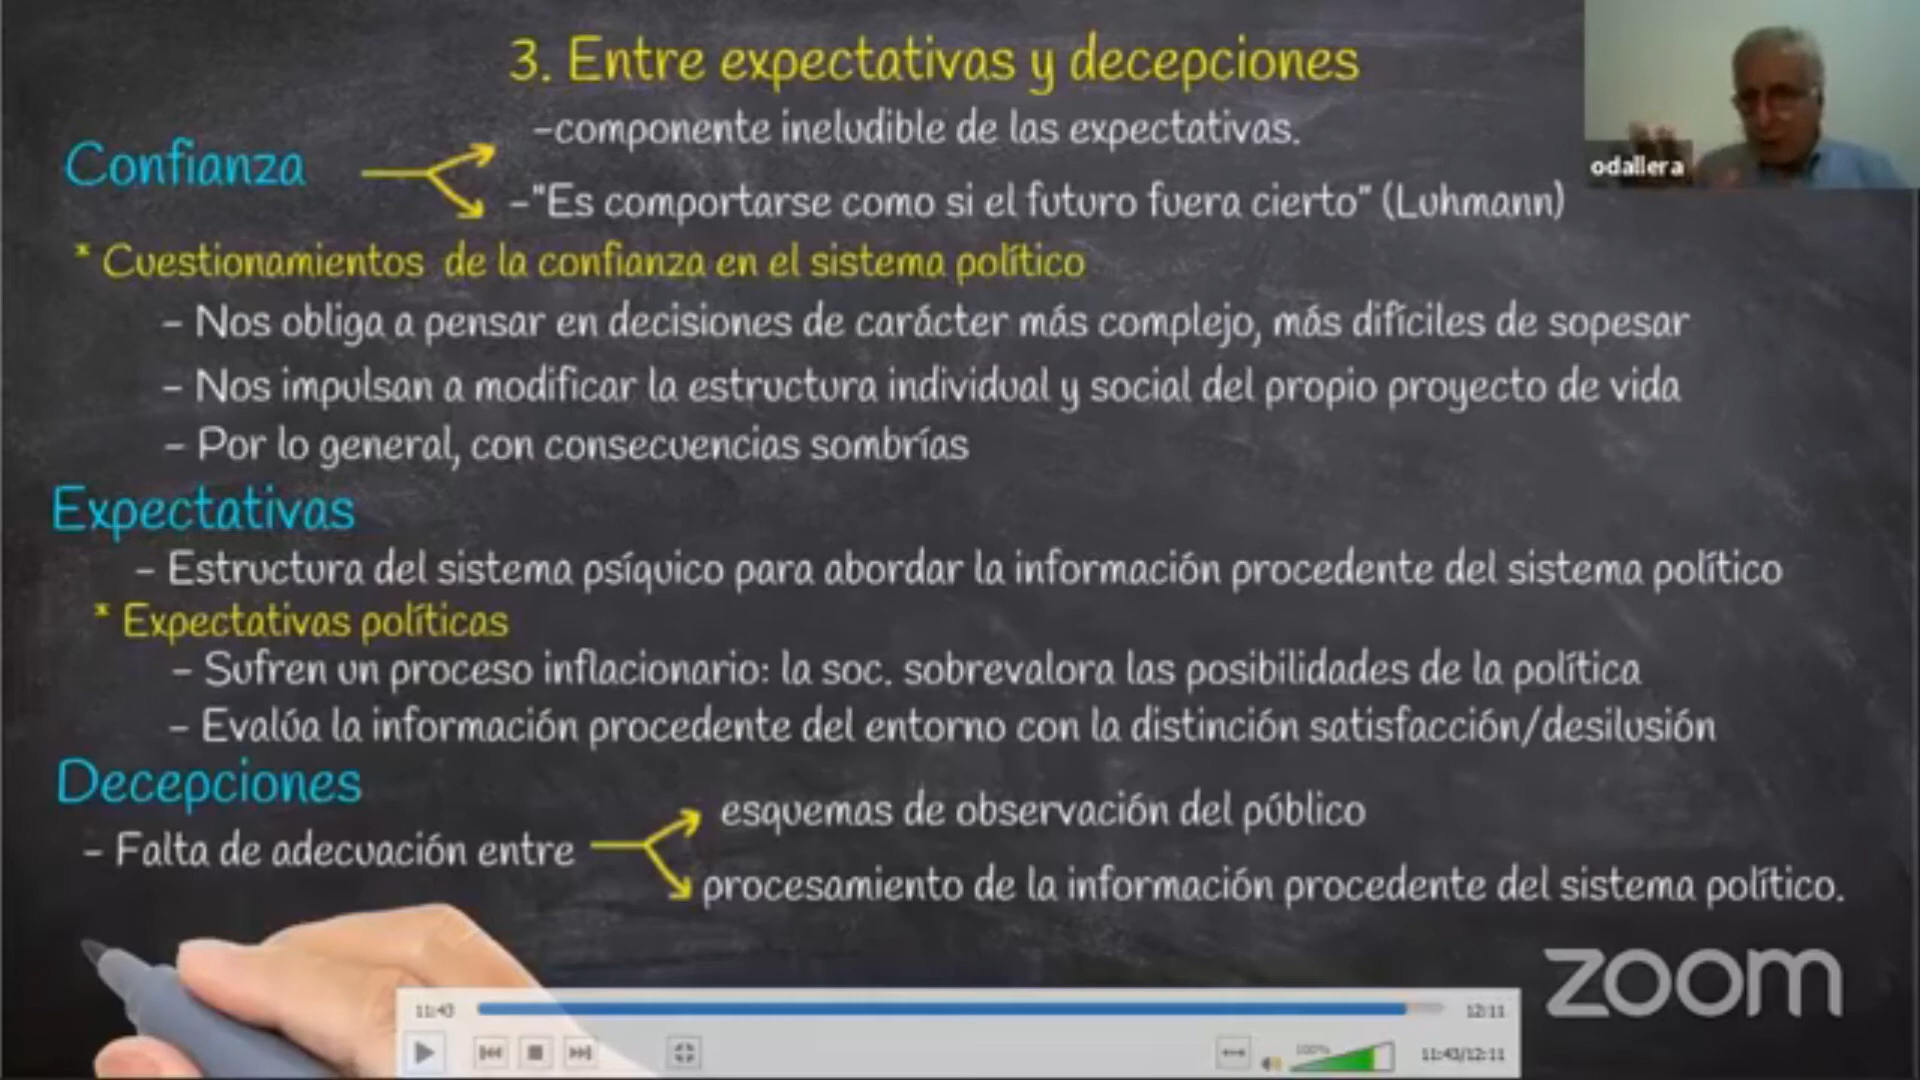 3. Entre expectativas y decepciones
-componente ineludible de las expectativas.
Confianza
odallera
-"Es comportarse como si el futuro fuera cierto" (Luhmann)
* Cuestionamientos de la confianza en el sistema político
- Nos obliga a pensar en decisiones de carácter más complejo, más difíciles de sopesar
- Nos impulsan a modificar la estructura individual y social del propio proyecto de vida
- Por lo general, con consecuencias sombrías
Expectativas
- Estructura del sistema psíquico para abordar la información procedente del sistema político
* Expectativas políticas
- Sufren un proceso inflacionario: la soc. sobrevalora las posibilidades de la política
- Evalúa la información procedente del entorno con la distinción satisfacción/desilusión
Decepciones
esquemas de observación del público
- Falta de adecuación entre
procesamiento de la información procedente del sistema político.
zoom
11:43
12:11
100%
11:43/12:11